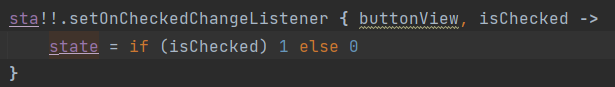 sta!!.setOnCheckedChangeListener { buttonView, isChecked ->
    state = if (isChecked) 1 else 0
}